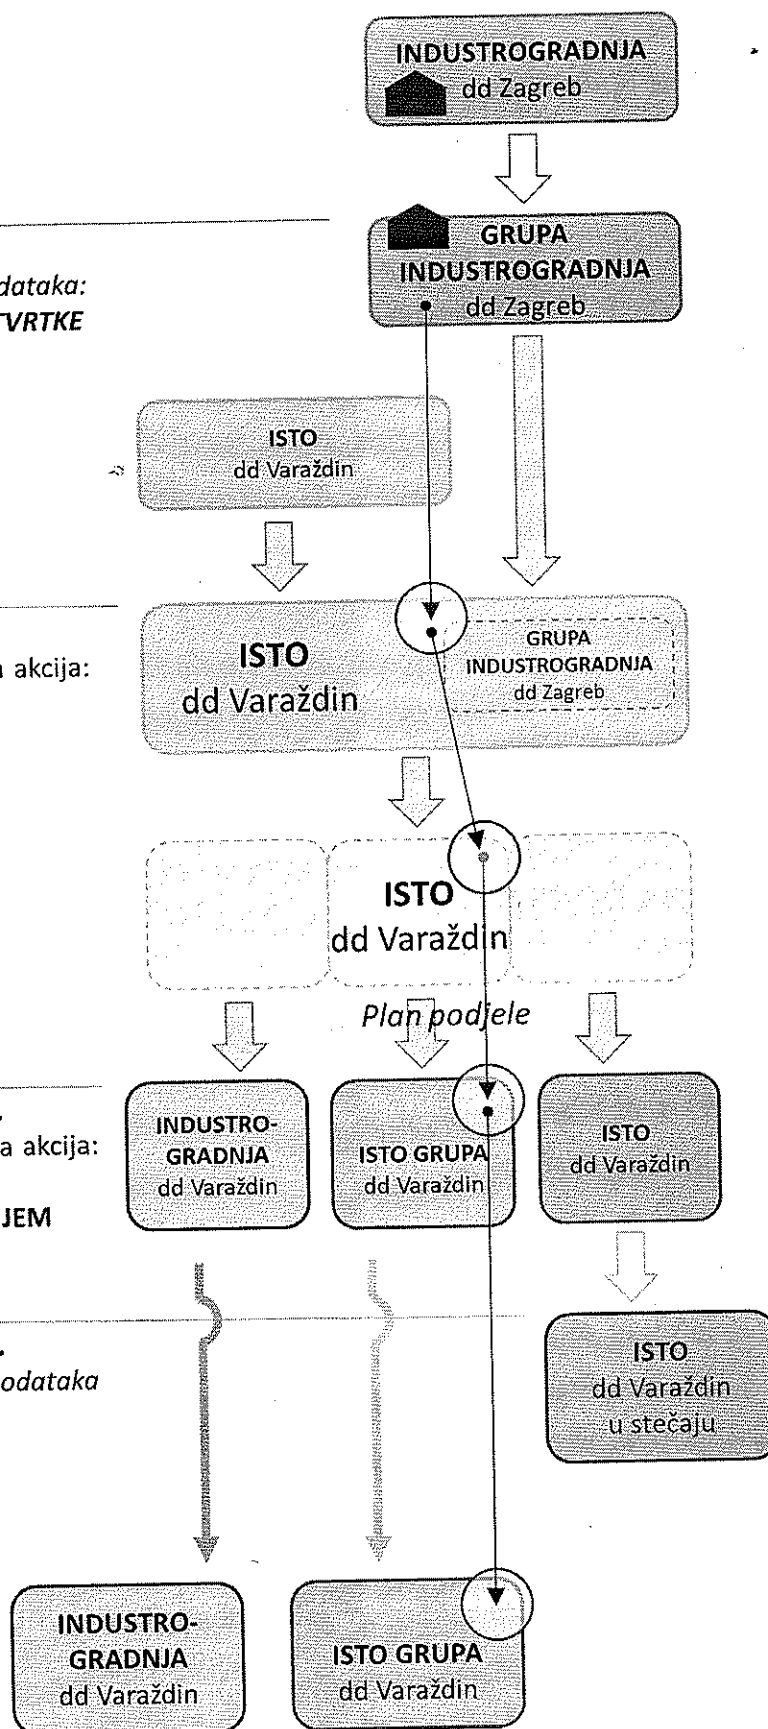 INDUSTROGRADNJA
dd Zagreb
GRUPA
INDUSTROGRADNJA
dd Zagreb
dataka:
TVRTKE
ISTO
dd Varaždin
ISTO
dd Varaždin
GRUPA
INDUSTROGRADNJA
dd Zagreb
akcija:
ISTO
dd Varaždin
Plan podjele
a akcija:
JEM
INDUSTRO-
GRADNJA
dd Varaždin
ISTO GRUPA
dd Varaždin
ISTO
dd Varaždin
odataka
ISTO
dd Varaždin
u stečaju
INDUSTRO-
GRADNJA
dd Varaždin
ISTO GRUPA
dd Varaždin